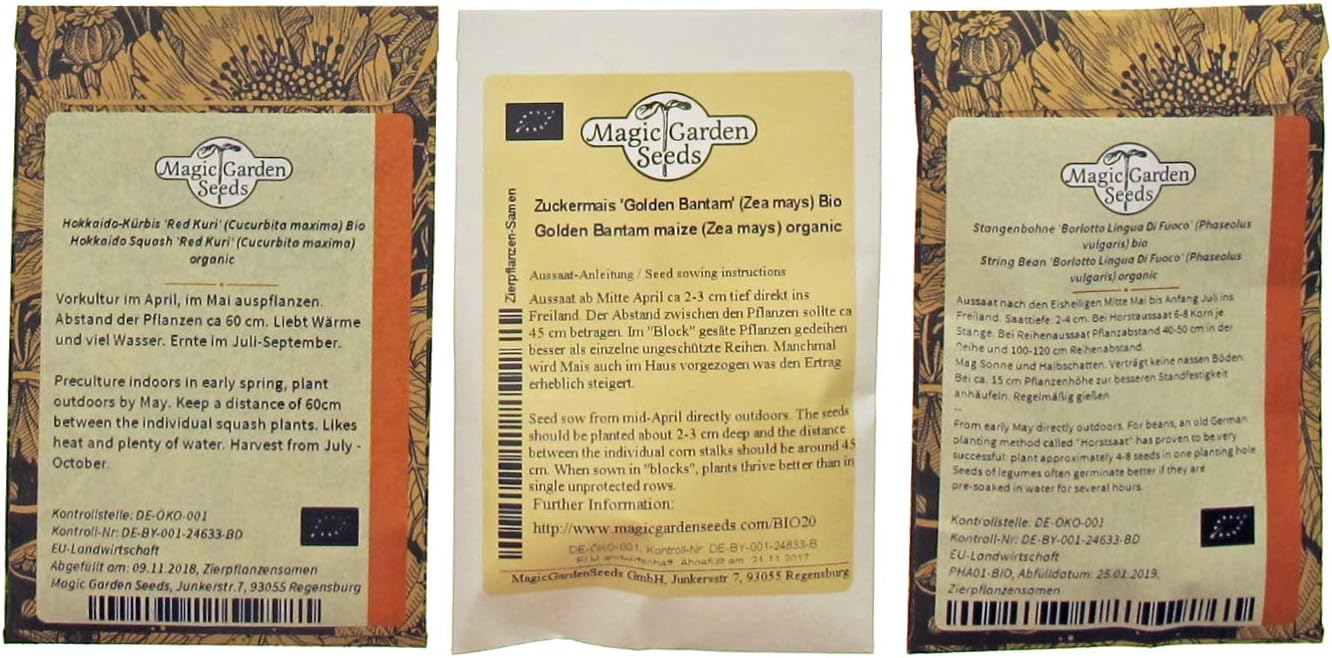 Magic Garden
Seeds
Hokkaido-Kürbis 'Red Kuri' (Cucurbita maxima) Bio
Hokkaido Squash 'Red Kuri' (Cucurbita maxima)
organic
Vorkultur im April, im Mai auspflanzen.
Abstand der Pflanzen ca 60 cm. Liebt Wärme
und viel Wasser. Ernte im Juli-September.
Preculture indoors in early spring, plant
outdoors by May. Keep a distance of 60cm
between the individual squash plants. Likes
heat and plenty of water. Harvest from July -
October.
Kontrollstelle: DE-ÖKO-001
Kontroll-Nr: DE-BY-001-24633-BD
EU-Landwirtschaft
Abgefüllt am: 09.11.2018, Zierpflanzensamen
Magic Garden Seeds, Junkerstr.7, 93055 Regensburg
Magic Garden
Seeds
Zierpflanzen-Samen
Zuckermais 'Golden Bantam' (Zea mays) Bio
Golden Bantam maize (Zea mays) organic
Aussaat-Anleitung / Seed sowing instructions
Aussaat ab Mitte April ca 2-3 cm tief direkt ins
Freiland. Der Abstand zwischen den Pflanzen sollte ca
45 cm betragen. Im "Block" gesäte Pflanzen gedeihen
besser als einzelne ungeschützte Reihen. Manchmal
wird Mais auch im Haus vorgezogen was den Ertrag
erheblich steigert.
Seed sow from mid-April directly outdoors. The seeds
should be planted about 2-3 cm deep and the distance
between the individual corn stalks should be around 45
cm. When sown in "blocks", plants thrive better than in
single unprotected rows.
Further Information:
http://www.magicgardenseeds.com/BIO20
DE-ÖKO-001, Kontroll-Nr. DE-BY-001-24633-B
21.11.2017
MagicGardenSeeds GmbH, Junkersstr 7, 93055 Regensburg
Magic Garden
Seeds
Stangenbohne 'Borlotto Lingua Di Fuoco' (Phaseolus
vulgaris) bio
String Bean 'Borlotto Lingua Di Fuoco' (Phaseolus
vulgaris) organic
Aussaat nach den Eisheiligen Mitte Mai bis Anfang Juli ins
Freiland. Saattiefe: 2-4 cm. Bei Horstaussaat 6-8 Korn je
Stange. Bei Reihenaussaat Pflanzabstand 40-50 cm in der
Reihe und 100-120 cm Reihenabstand.
Mag Sonne und Halbschatten. Verträgt keine nassen Böden.
Bei ca. 15 cm Pflanzenhöhe zur besseren Standfestigkeit
anhäufeln. Regelmäßig gießen
--
From early May directly outdoors. For beans, an old German
planting method called "Horstsaat" has proven to be very
successful: plant approximately 4-8 seeds in one planting hole
Seeds of legumes often germinate better if they are
pre-soaked in water for several hours.
Kontrollstelle: DE-ÖKO-001
Kontroll-Nr: DE-BY-001-24633-BD
EU-Landwirtschaft
PHA01-BIO, Abfülldatum: 25.01.2019,
Zierpflanzensamen